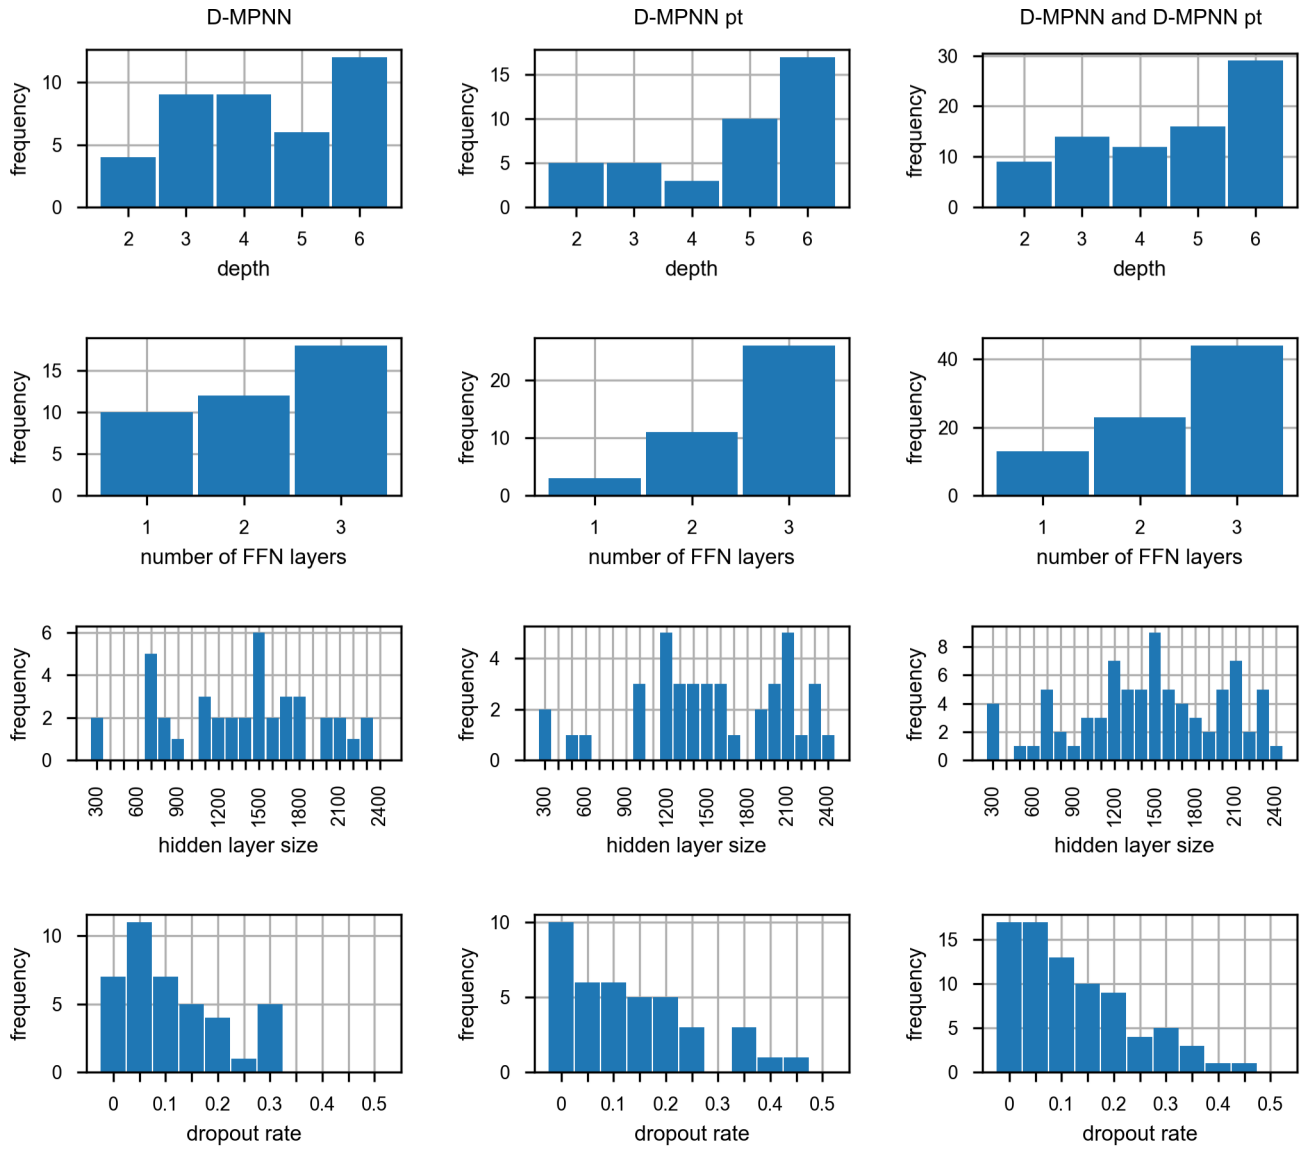 D-MPNN D-MPNN pt D-MPNN and D-MPNN pt
frequency
10
5
0
2 3 4 5 6
depth
frequency
15
10
5
0
2 3 4 5 6
depth
frequency
30
20
10
0
2 3 4 5 6
depth
frequency
15
10
5
0
1 2 3
number of FFN layers
frequency
20
10
0
1 2 3
number of FFN layers
frequency
40
20
0
1 2 3
number of FFN layers
frequency
6
4
2
0
300 600 900 1200 1500 1800 2100 2400
hidden layer size
frequency
4
2
0
300 600 900 1200 1500 1800 2100 2400
hidden layer size
frequency
8
6
4
2
0
300 600 900 1200 1500 1800 2100 2400
hidden layer size
frequency
10
5
0
0 0.1 0.2 0.3 0.4 0.5
dropout rate
frequency
10
5
0
0 0.1 0.2 0.3 0.4 0.5
dropout rate
frequency
15
10
5
0
0 0.1 0.2 0.3 0.4 0.5
dropout rate